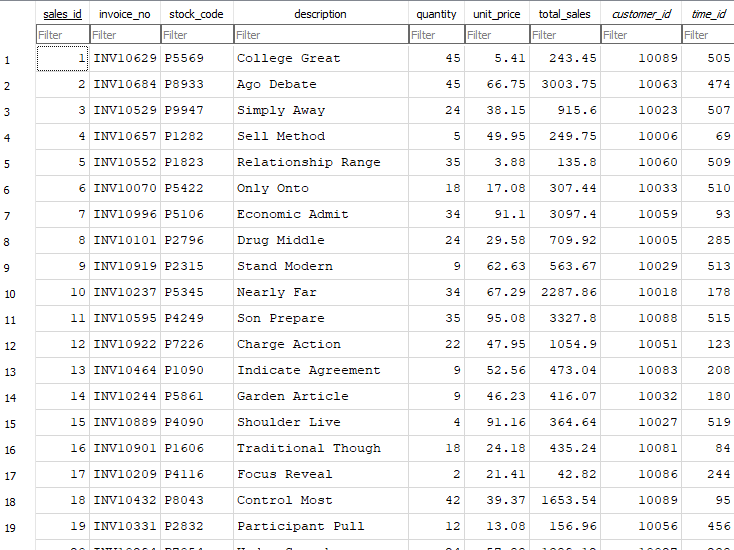 sales_id invoice_no stock_code description quantity unit_price total_sales customer_id time_id
Filter Filter Filter Filter Filter Filter Filter Filter Filter
1 1 INV10629 P5569 College Great 45 5.41 243.45 10089 505
2 2 INV10684 P8933 Ago Debate 45 66.75 3003.75 10063 474
3 3 INV10529 P9947 Simply Away 24 38.15 915.6 10023 507
4 4 INV10657 P1282 Sell Method 5 49.95 249.75 10006 69
5 5 INV10552 P1823 Relationship Range 35 3.88 135.8 10060 509
6 6 INV10070 P5422 Only Onto 18 17.08 307.44 10033 510
7 7 INV10996 P5106 Economic Admit 34 91.1 3097.4 10059 93
8 8 INV10101 P2796 Drug Middle 24 29.58 709.92 10005 285
9 9 INV10919 P2315 Stand Modern 9 62.63 563.67 10029 513
10 10 INV10237 P5345 Nearly Far 34 67.29 2287.86 10018 178
11 11 INV10595 P4249 Son Prepare 35 95.08 3327.8 10088 515
12 12 INV10922 P7226 Charge Action 22 47.95 1054.9 10051 123
13 13 INV10464 P1090 Indicate Agreement 9 52.56 473.04 10083 208
14 14 INV10244 P5861 Garden Article 9 46.23 416.07 10032 180
15 15 INV10889 P4090 Shoulder Live 4 91.16 364.64 10027 519
16 16 INV10901 P1606 Traditional Though 18 24.18 435.24 10081 84
17 17 INV10209 P4116 Focus Reveal 2 21.41 42.82 10086 244
18 18 INV10432 P8043 Control Most 42 39.37 1653.54 10089 95
19 19 INV10331 P2832 Participant Pull 12 13.08 156.96 10056 456